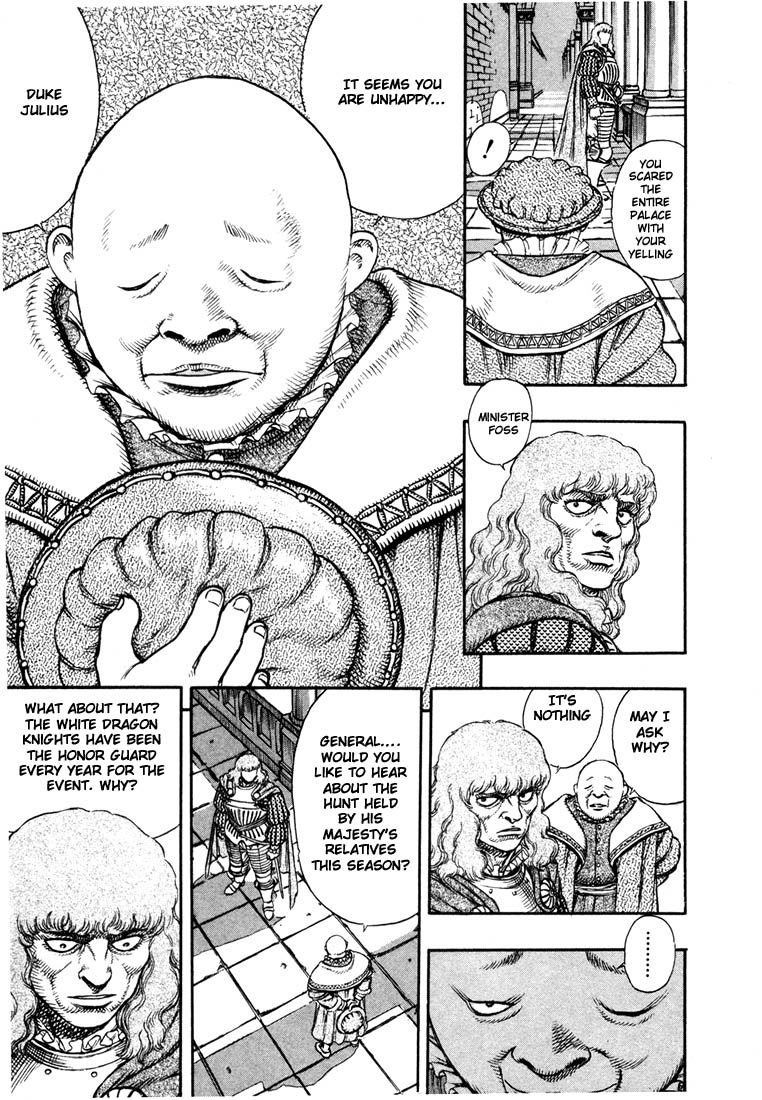 !
YOU
SCARED
THE
ENTIRE
PALACE
WITH
YOUR
YELLING
IT SEEMS YOU
ARE UNHAPPY...
DUKE
JULIUS
MINISTER
FOSS
MAY I
ASK
WHY?
IT'S
NOTHING
........
GENERAL....
WOULD YOU
LIKE TO HEAR
ABOUT THE
HUNT HELD
BY HIS
MAJESTY'S
RELATIVES
THIS SEASON?
WHAT ABOUT THAT?
THE WHITE DRAGON
KNIGHTS HAVE BEEN
THE HONOR GUARD
EVERY YEAR FOR THE
EVENT. WHY?